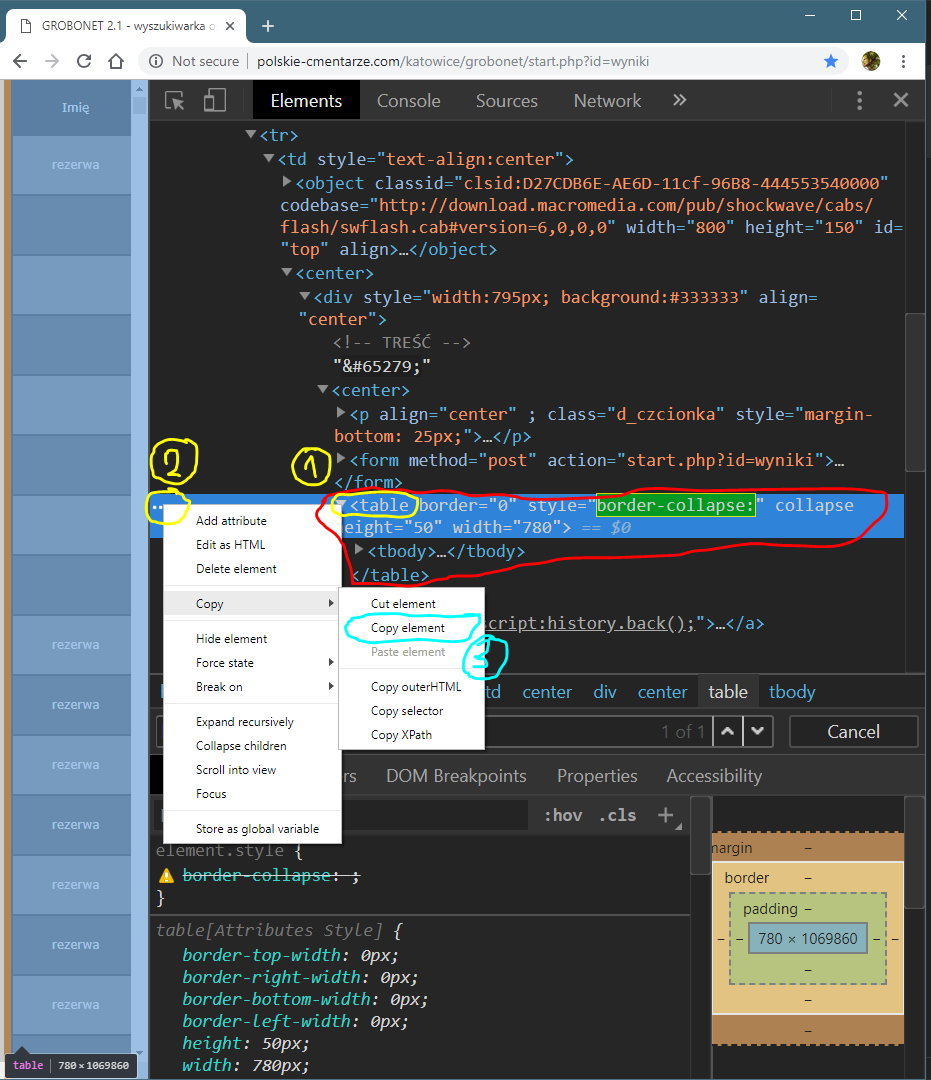 GROBONET 2.1 - wyszukiwarka o
Not secure | polskie-cmentarze.com/katowice/grobonet/start.php?id=wyniki
Imię
rezerwa
rezerwa
rezerwa
rezerwa
rezerwa
rezerwa
rezerwa
rezerwa
Elements Console Sources Network »
<tr>
<td style="text-align:center">
<object classid="clsid:D27CDB6E-AE6D-11cf-96B8-444553540000"
codebase="http://download.macromedia.com/pub/shockwave/cabs/
flash/swflash.cab#version=6,0,0,0" width="800" height="150" id=
"top" align>…</object>
<center>
<div style="width:795px; background:#333333" align=
"center">
<!-- TREŚĆ -->
"&#65279;"
<center>
<p align="center" ; class="d_czcionka" style="margin-
bottom: 25px;">…</p>
<form method="post" action="start.php?id=wyniki">…
</form>
1
2
<table border="0" style="border-collapse:" collapse
eight="50" width="780"> == $0
<tbody>…</tbody>
</table>
cript:history.back();">…</a>
Add attribute
Edit as HTML
Delete element
Copy
Hide element
Force state
Break on
Expand recursively
Collapse children
Scroll into view
Focus
Store as global variable
Cut element
Copy element
3
Paste element
Copy outerHTML
Copy selector
Copy XPath
td center div center table tbody
1 of 1 Cancel
rs DOM Breakpoints Properties Accessibility
:hov .cls +
element.style {
border-collapse: ;
}
table[Attributes Style] {
border-top-width: 0px;
border-right-width: 0px;
border-bottom-width: 0px;
border-left-width: 0px;
height: 50px;
width: 780px;
margin –
border –
padding –
– – 780 × 1069860 – –
–
–
–
table | 780 × 1069860